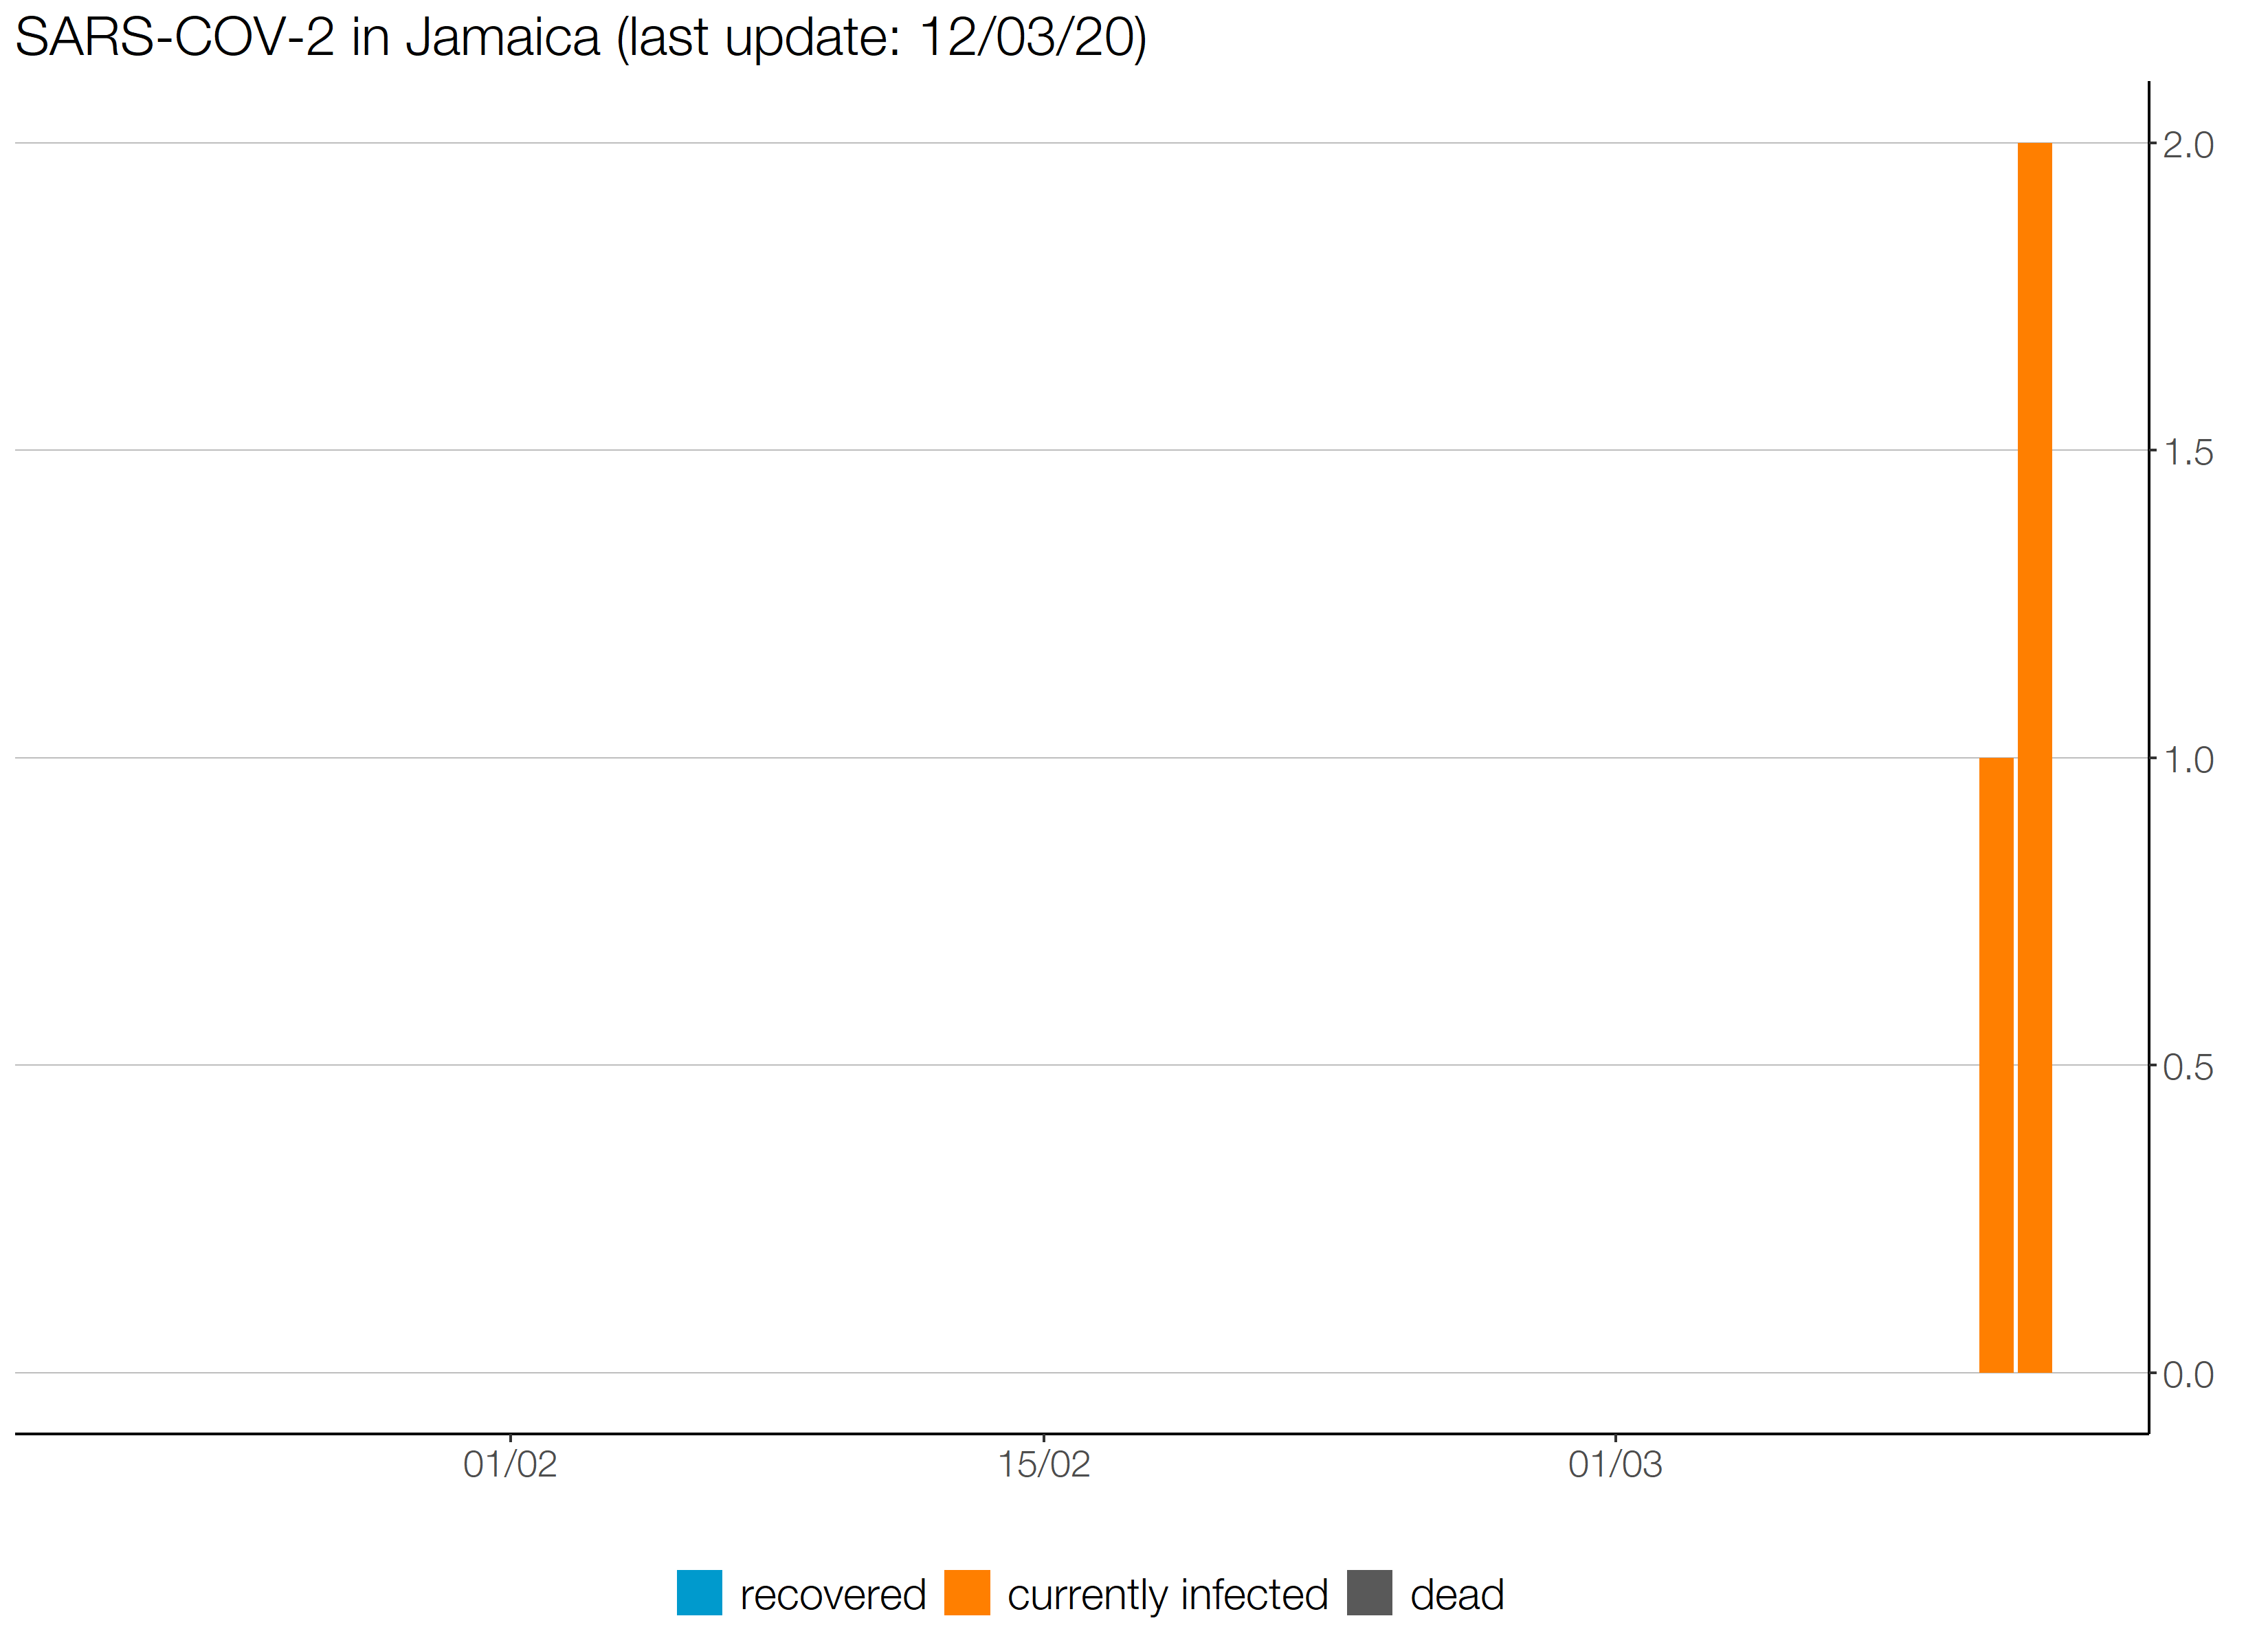 SARS-COV-2 in Jamaica (last update: 12/03/20)
2.0
1.5
1.0
0.5
0.0
01/02 15/02 01/03
recovered currently infected dead